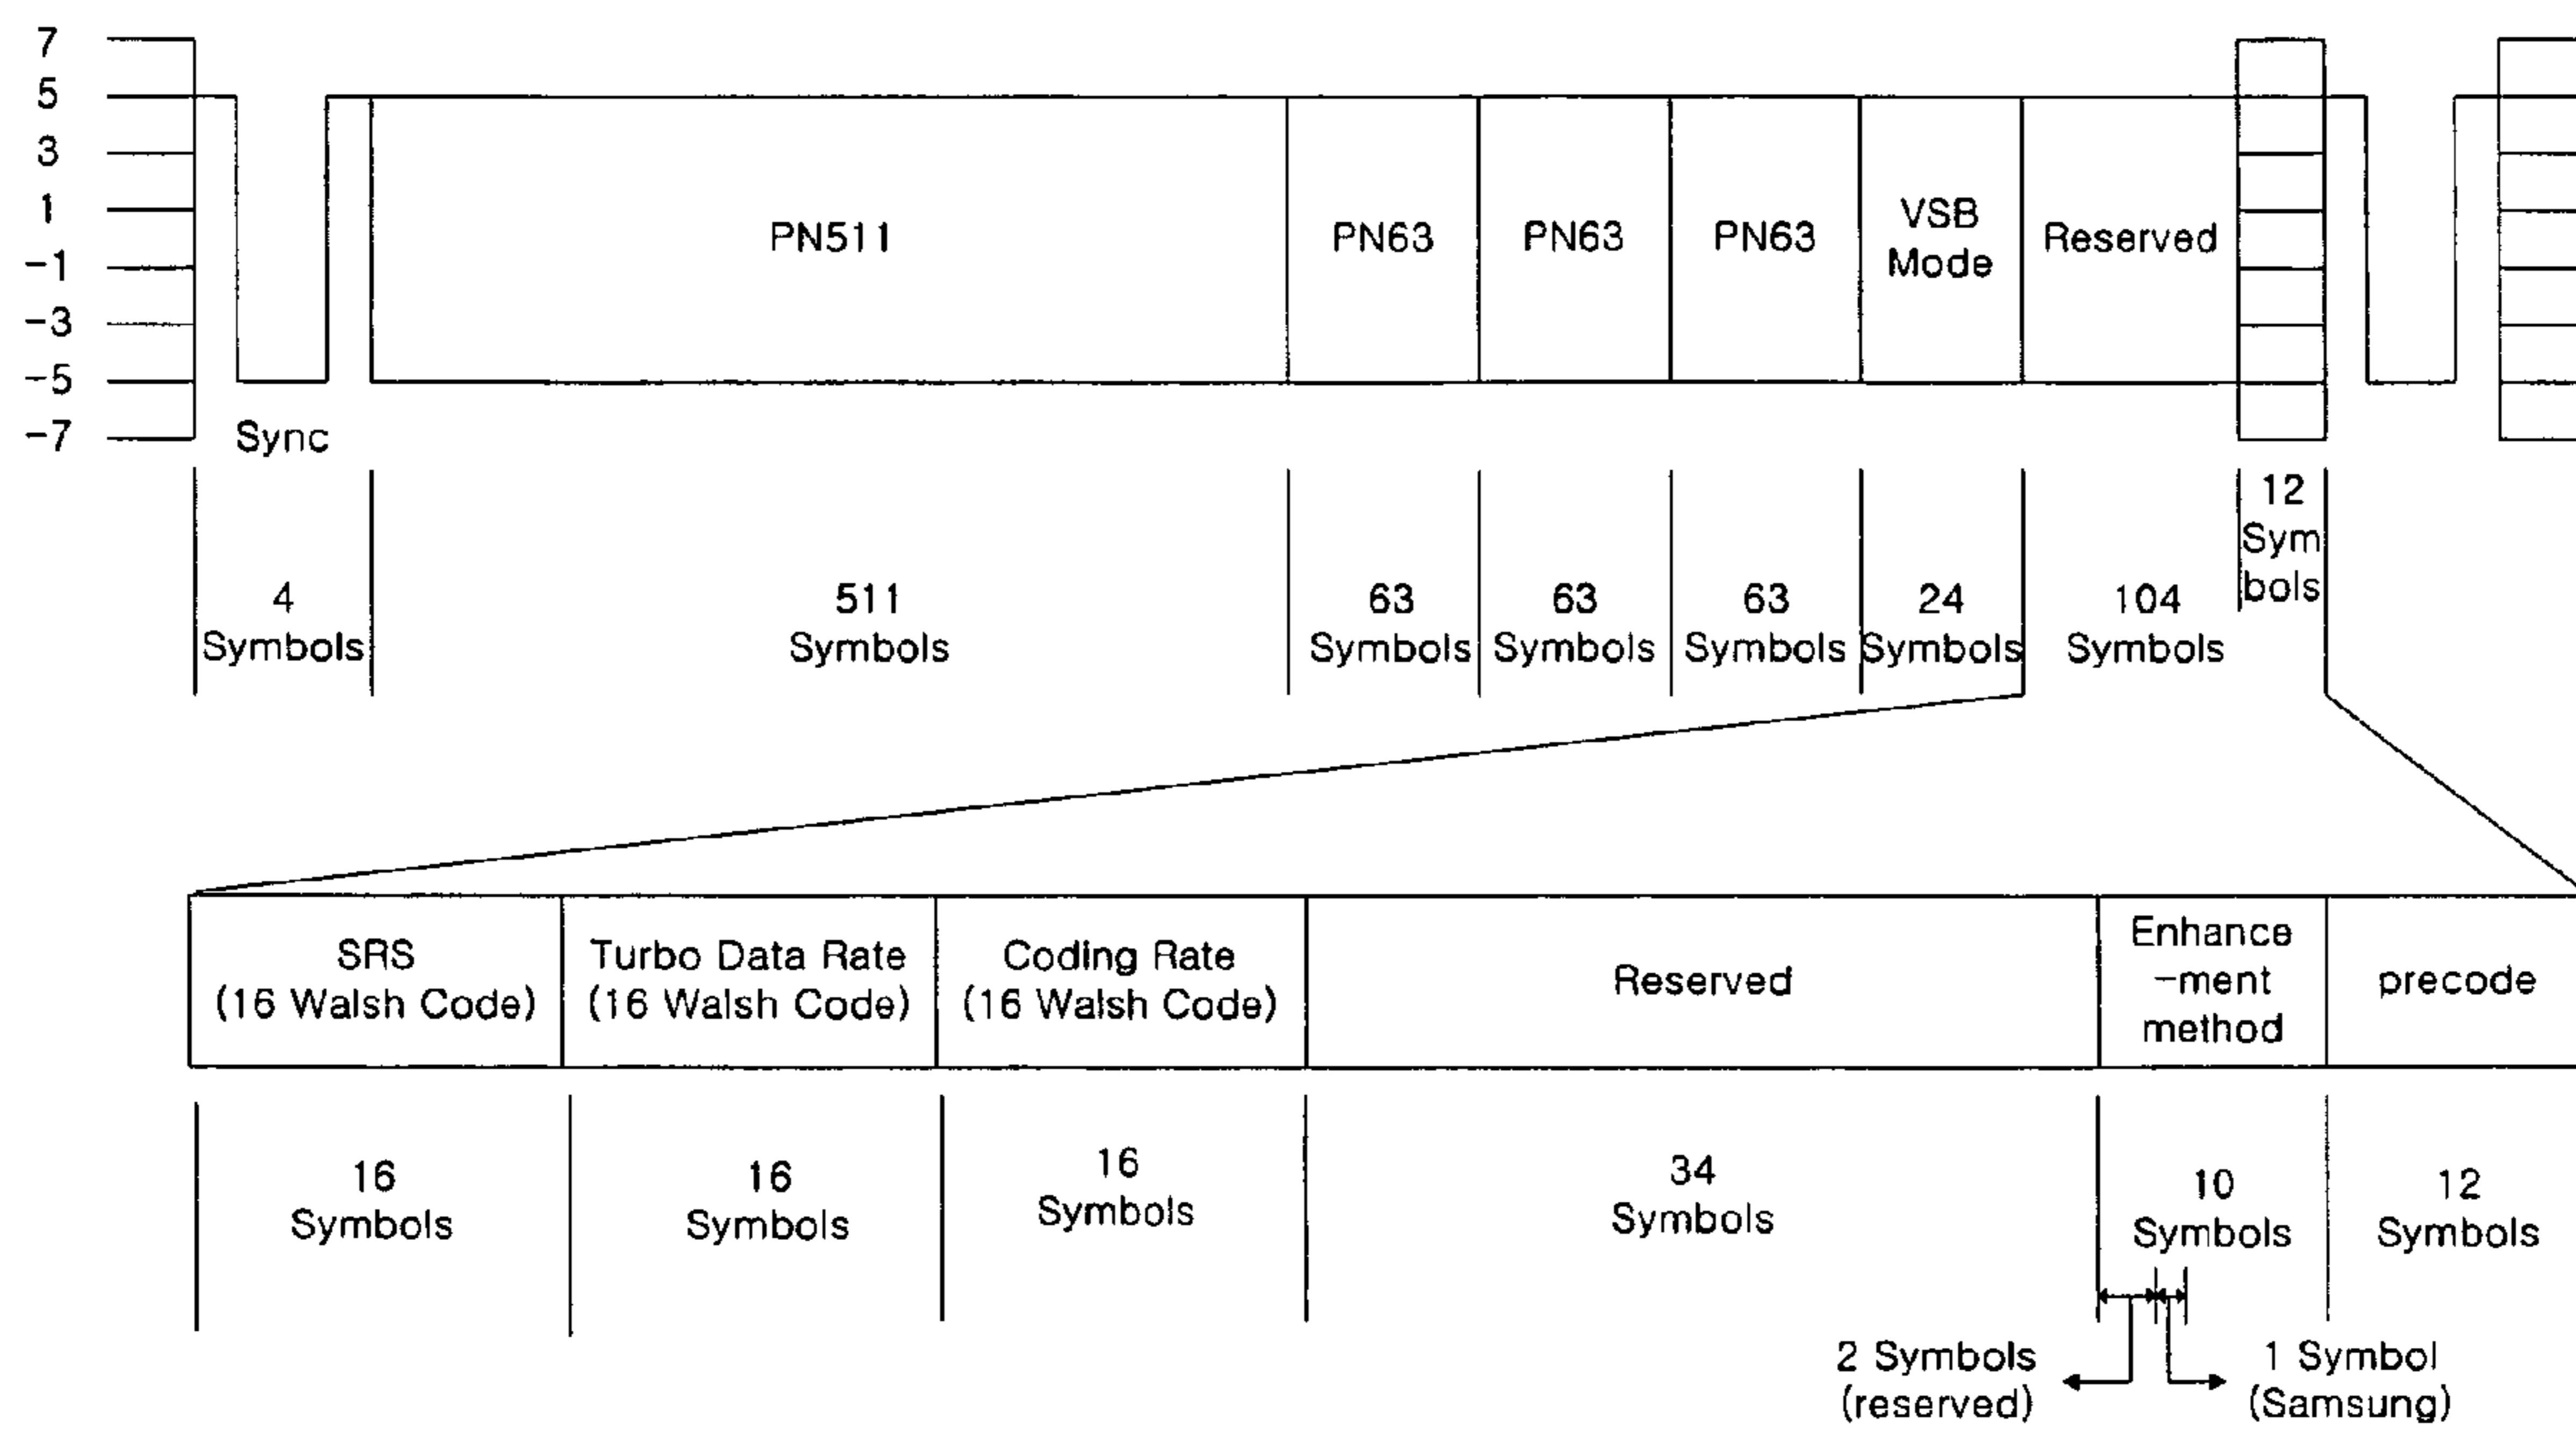 7
5
3
1
-1
-3
-5
-7
Sync
PN511
PN63
PN63
PN63
VSB
Mode
Reserved
4
Symbols
511
Symbols
63
Symbols
63
Symbols
63
Symbols
24
Symbols
104
Symbols
12
Sym
bols
SRS
(16 Walsh Code)
Turbo Data Rate
(16 Walsh Code)
Coding Rate
(16 Walsh Code)
Reserved
Enhance
-ment
method
precode
16
Symbols
16
Symbols
16
Symbols
34
Symbols
10
Symbols
12
Symbols
2 Symbols
(reserved)
1 Symbol
(Samsung)